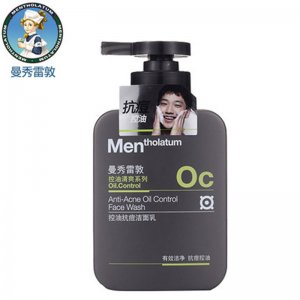 MENTHOLATUM
MENTHOLATUM
曼秀雷敦
抗痘
控油
Mentholatum
曼秀雷敦
控油清爽系列
Oil.Control
Oc
Anti-Acne Oil Control
Face Wash
控油抗痘洁面乳
有效洁净 抗痘控油